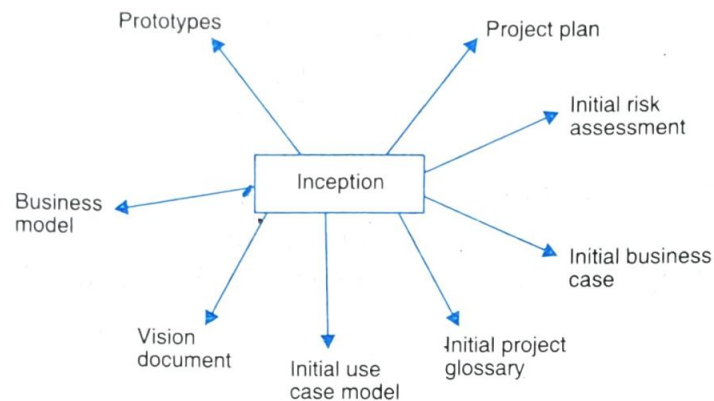 Prototypes
Project plan
Initial risk
assessment
Inception
Business
model
Initial business
case
Vision
document
Initial use
case model
Initial project
glossary